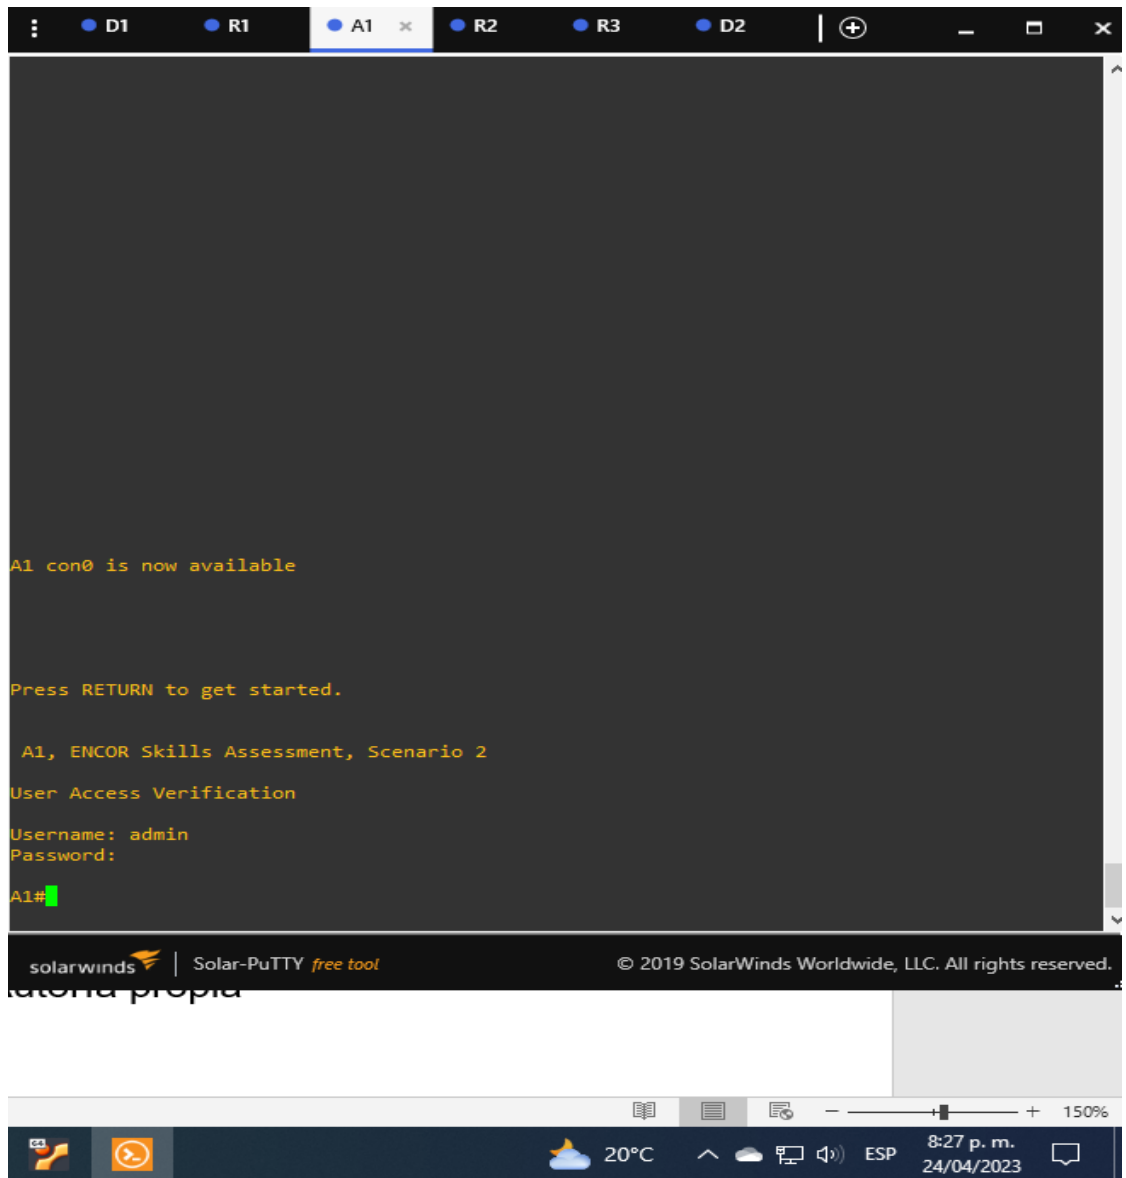 D1 R1 A1 R2 R3 D2
A1 con0 is now available
Press RETURN to get started.
A1, ENCOR Skills Assessment, Scenario 2
User Access Verification
Username: admin
Password:
A1#
solarwinds Solar-PuTTY free tool © 2019 SolarWinds Worldwide, LLC. All rights reserved.
propia
150%
20°C ESP 8:27 p. m.
24/04/2023